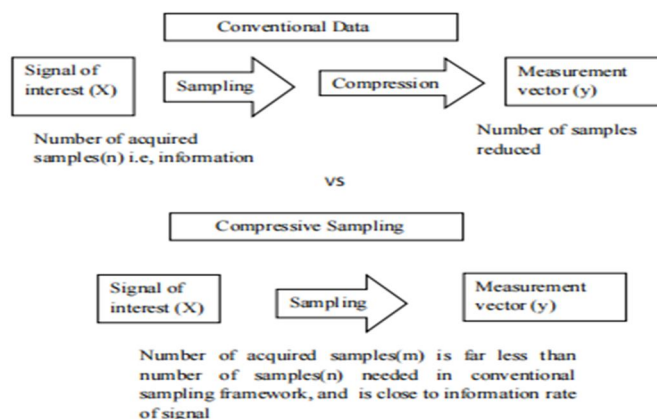 Conventional Data
Signal of
interest (X)
Sampling
Compression
Measurement
vector (y)
Number of acquired
samples(n) i.e, information
Number of samples
reduced
vs
Compressive Sampling
Signal of
interest (X)
Sampling
Measurement
vector (y)
Number of acquired samples(m) is far less than
number of samples(n) needed in conventional
sampling framework, and is close to information rate
of signal